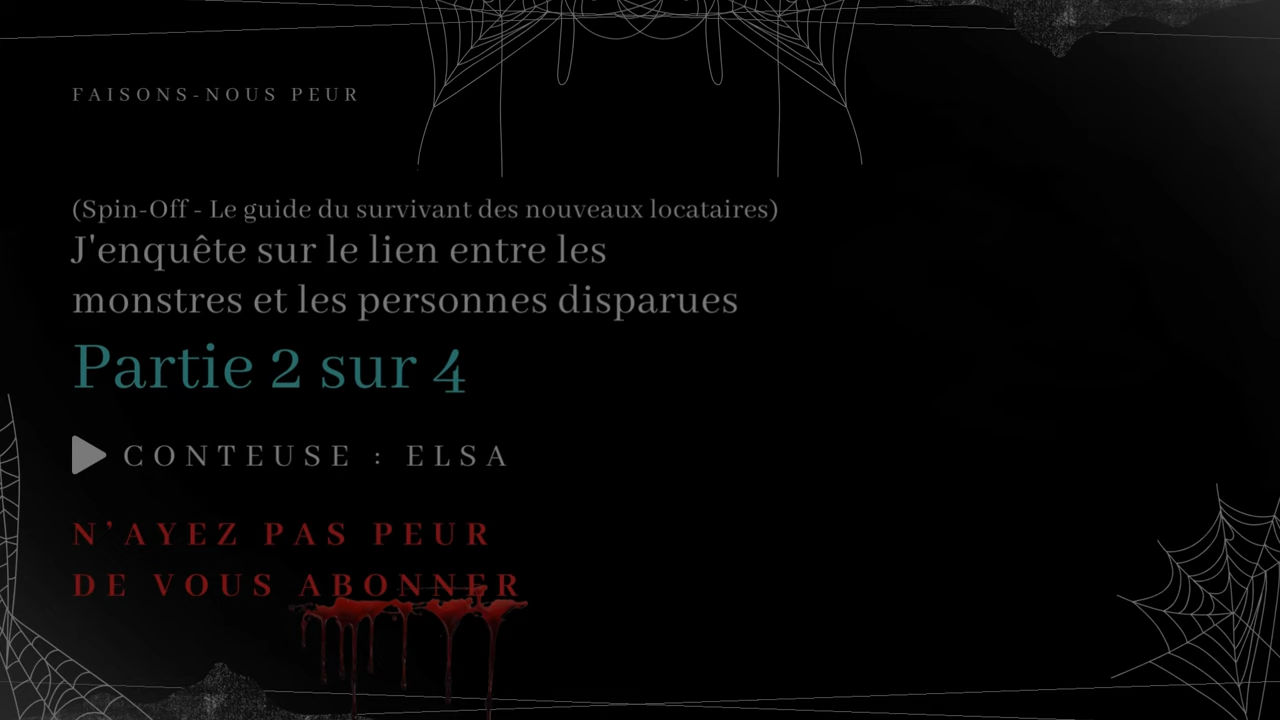 FAISONS-NOUS PEUR
(Spin-Off - Le guide du survivant des nouveaux locataires)
J'enquête sur le lien entre les
monstres et les personnes disparues
Partie 2 sur 4
CONTEUSE : ELSA
N’AYEZ PAS PEUR
DE VOUS ABONNER